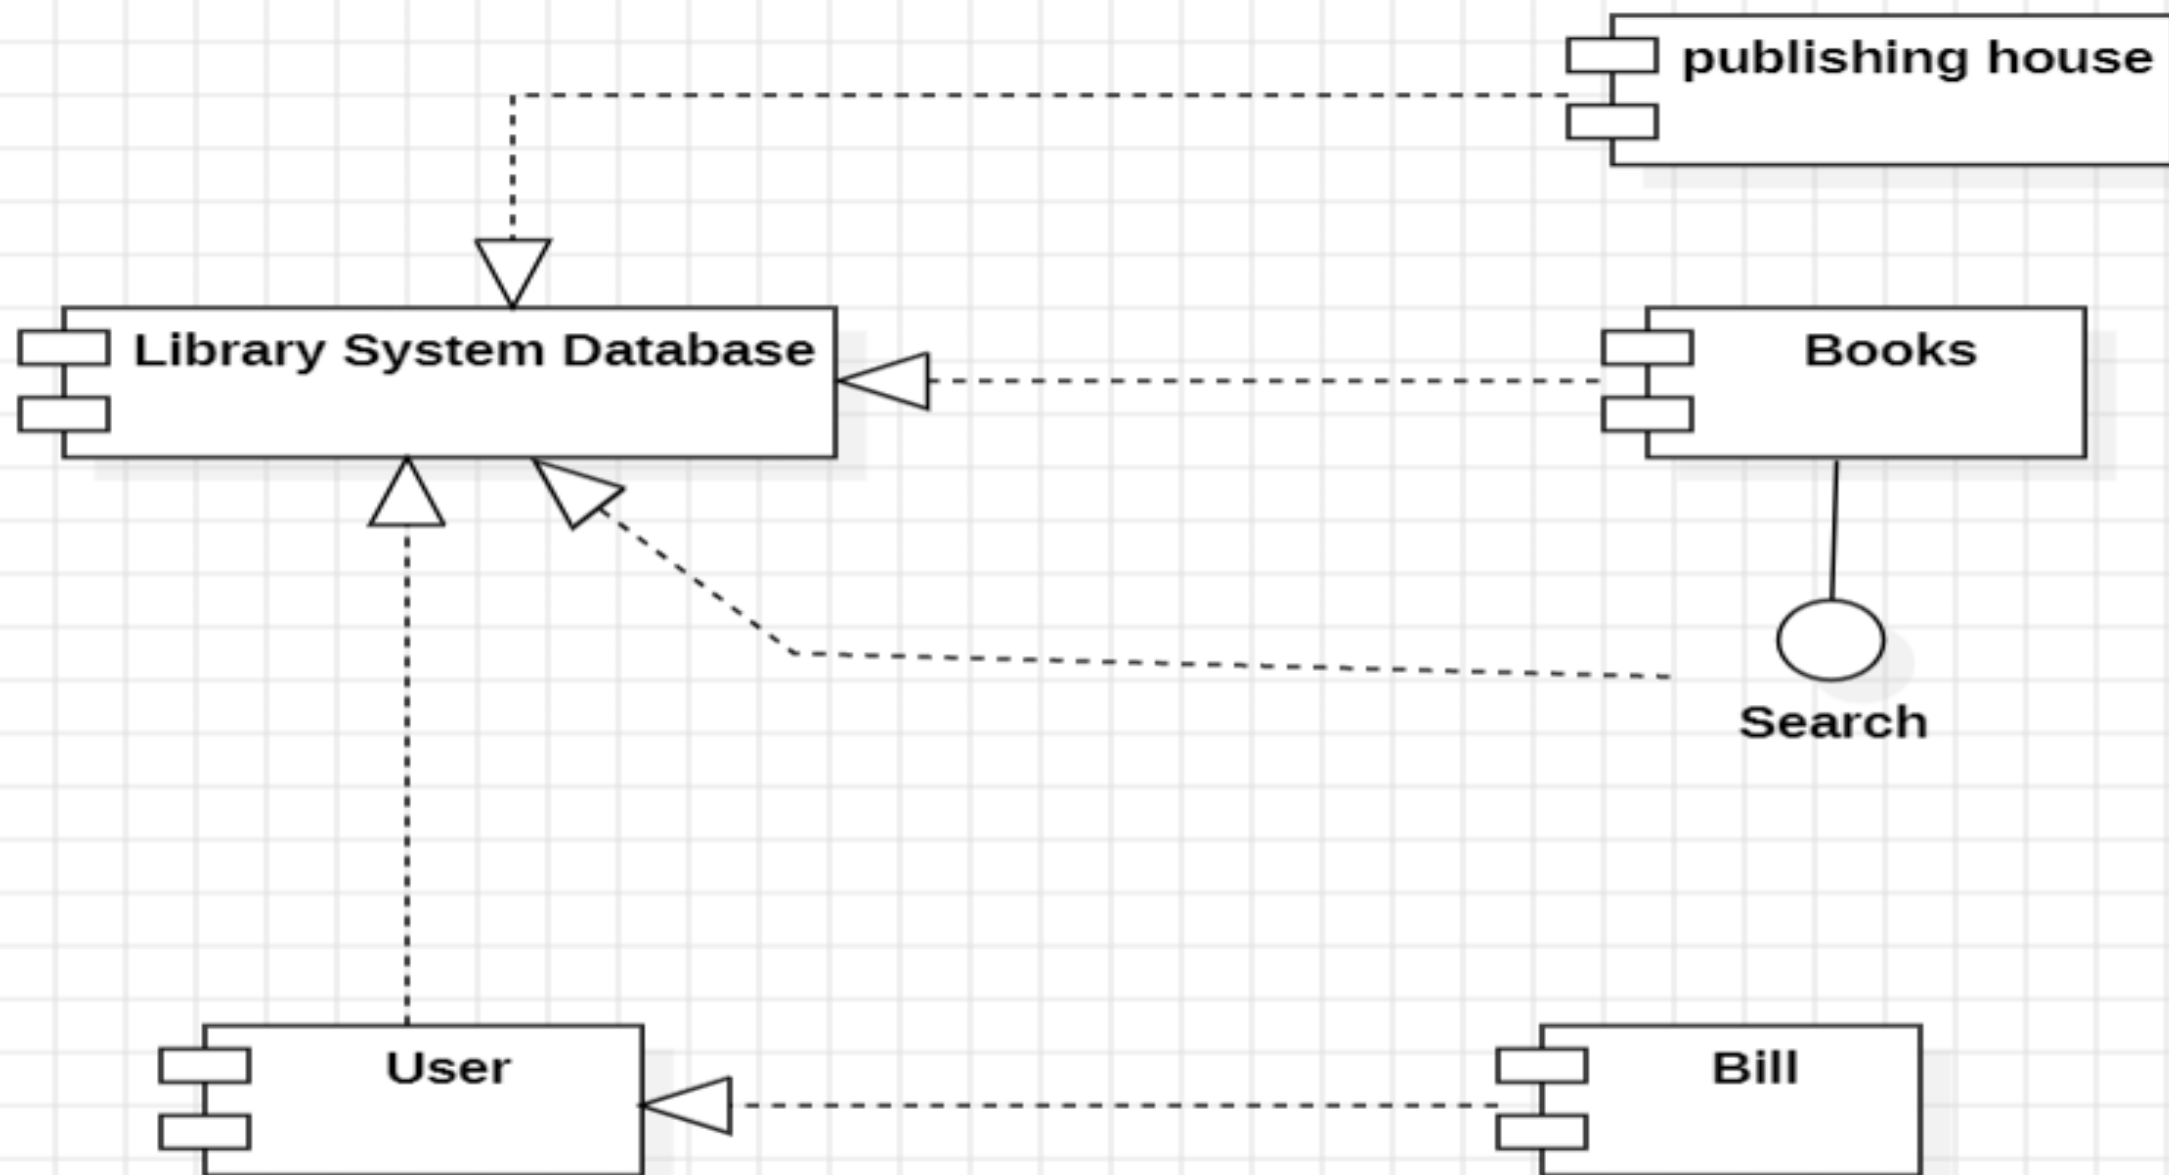 publishing house
Library System Database
Books
Search
User
Bill